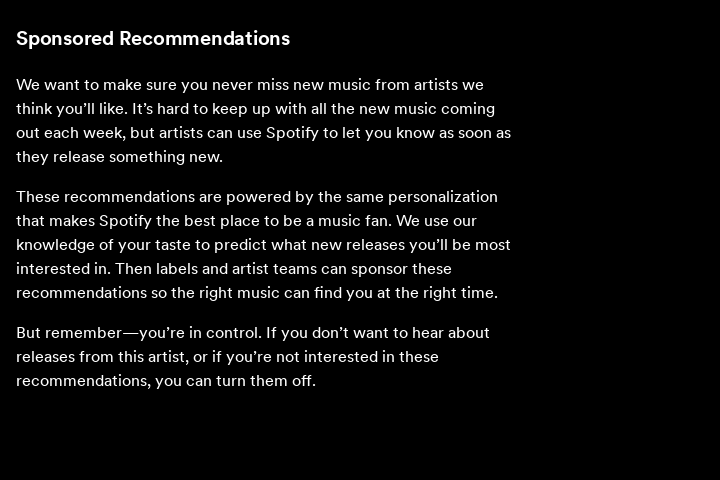 Sponsored Recommendations
We want to make sure you never miss new music from artists we
think you’ll like. It’s hard to keep up with all the new music coming
out each week, but artists can use Spotify to let you know as soon as
they release something new.
These recommendations are powered by the same personalization
that makes Spotify the best place to be a music fan. We use our
knowledge of your taste to predict what new releases you’ll be most
interested in. Then labels and artist teams can sponsor these
recommendations so the right music can find you at the right time.
But remember—you’re in control. If you don’t want to hear about
releases from this artist, or if you’re not interested in these
recommendations, you can turn them off.